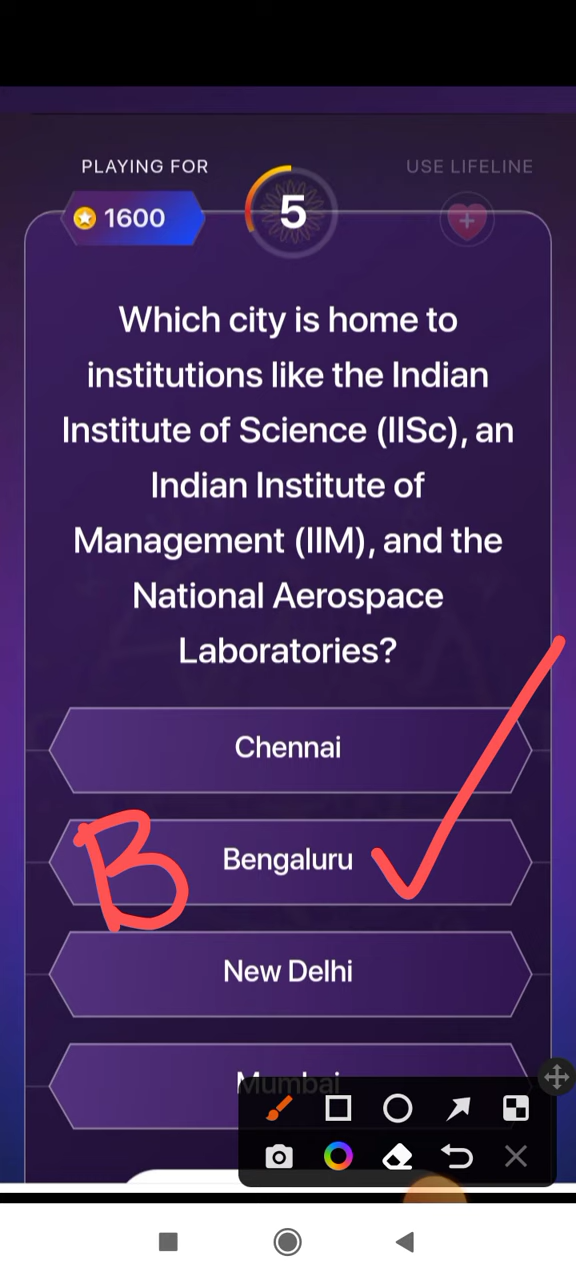 PLAYING FOR
USE LIFELINE
1600
5
Which city is home to
institutions like the Indian
Institute of Science (IISc), an
Indian Institute of
Management (IIM), and the
National Aerospace
Laboratories?
Chennai
B
Bengaluru
New Delhi
Mumbai